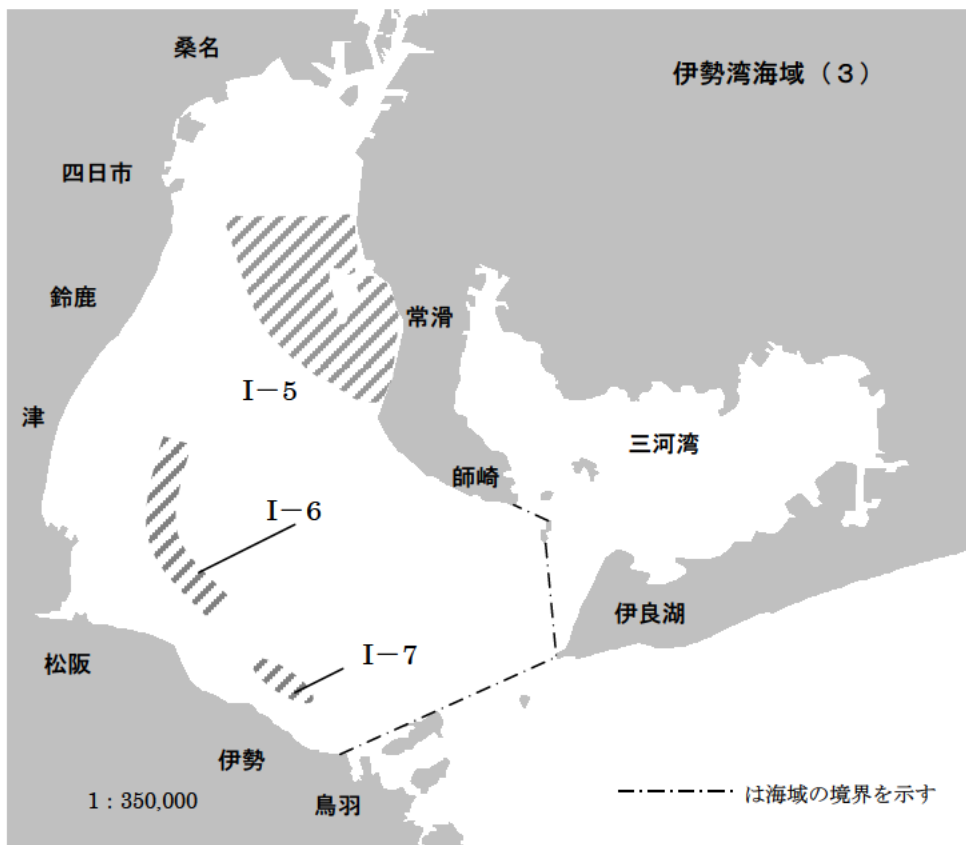 桑名
伊勢湾海域（３）
四日市
鈴鹿
常滑
I－5
津
三河湾
師崎
I－6
伊良湖
松阪
I－7
伊勢
1：350,000
鳥羽
は海域の境界を示す